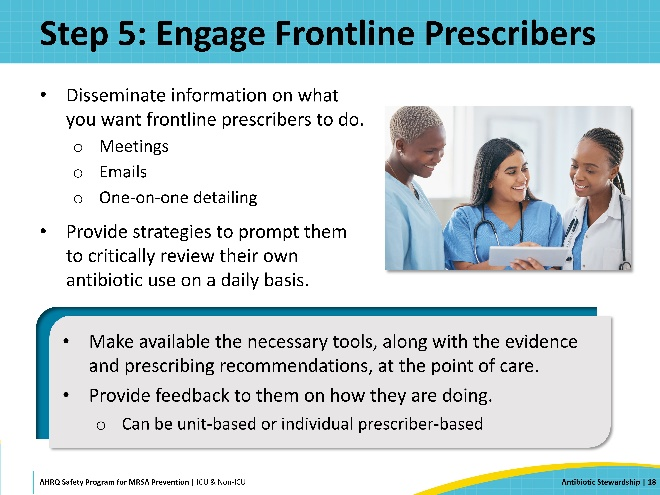 Step 5: Engage Frontline Prescribers
• Disseminate information on what
you want frontline prescribers to do.
o Meetings
o Emails
o One-on-one detailing
• Provide strategies to prompt them
to critically review their own
antibiotic use on a daily basis.
• Make available the necessary tools, along with the evidence
and prescribing recommendations, at the point of care.
• Provide feedback to them on how they are doing.
o Can be unit-based or individual prescriber-based
AHRQ Safety Program for MRSA Prevention | ICU & Non-ICU
Antibiotic Stewardship | 18